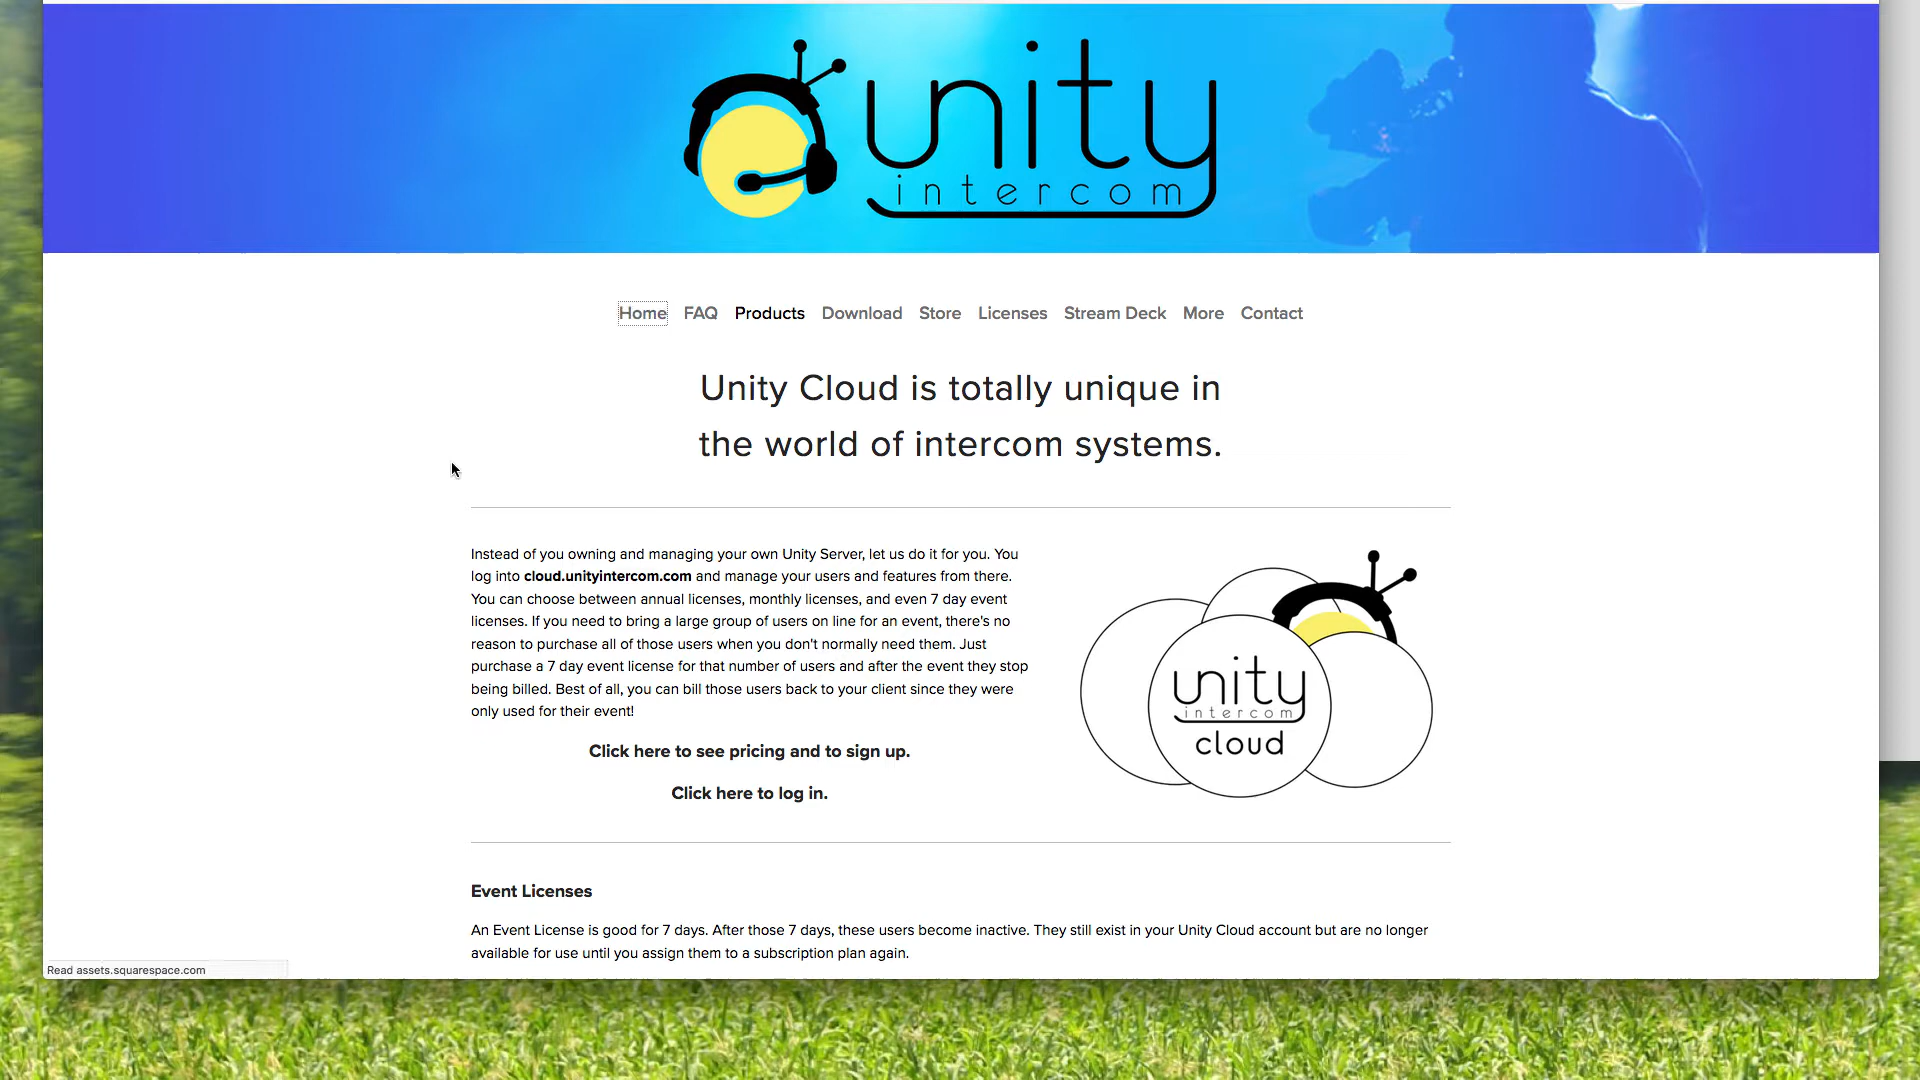 unity
intercom
Home FAQ Products Download Store Licenses Stream Deck More Contact
Unity Cloud is totally unique in
the world of intercom systems.
Instead of you owning and managing your own Unity Server, let us do it for you. You
log into cloud.unityintercom.com and manage your users and features from there.
You can choose between annual licenses, monthly licenses, and even 7 day event
licenses. If you need to bring a large group of users on line for an event, there's no
reason to purchase all of those users when you don't normally need them. Just
purchase a 7 day event license for that number of users and after the event they stop
being billed. Best of all, you can bill those users back to your client since they were
only used for their event!
unity
intercom
cloud
Click here to see pricing and to sign up.
Click here to log in.
Event Licenses
An Event License is good for 7 days. After those 7 days, these users become inactive. They still exist in your Unity Cloud account but are no longer
available for use until you assign them to a subscription plan again.
Read assets.squarespace.com